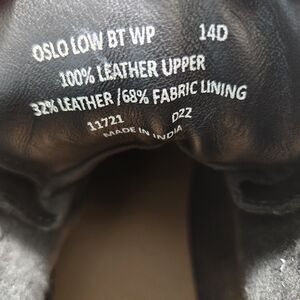 OSLO LOW BT WP 14D
100% LEATHER UPPER
32% LEATHER / 68% FABRIC LINING
11721 D22
MADE IN INDIA